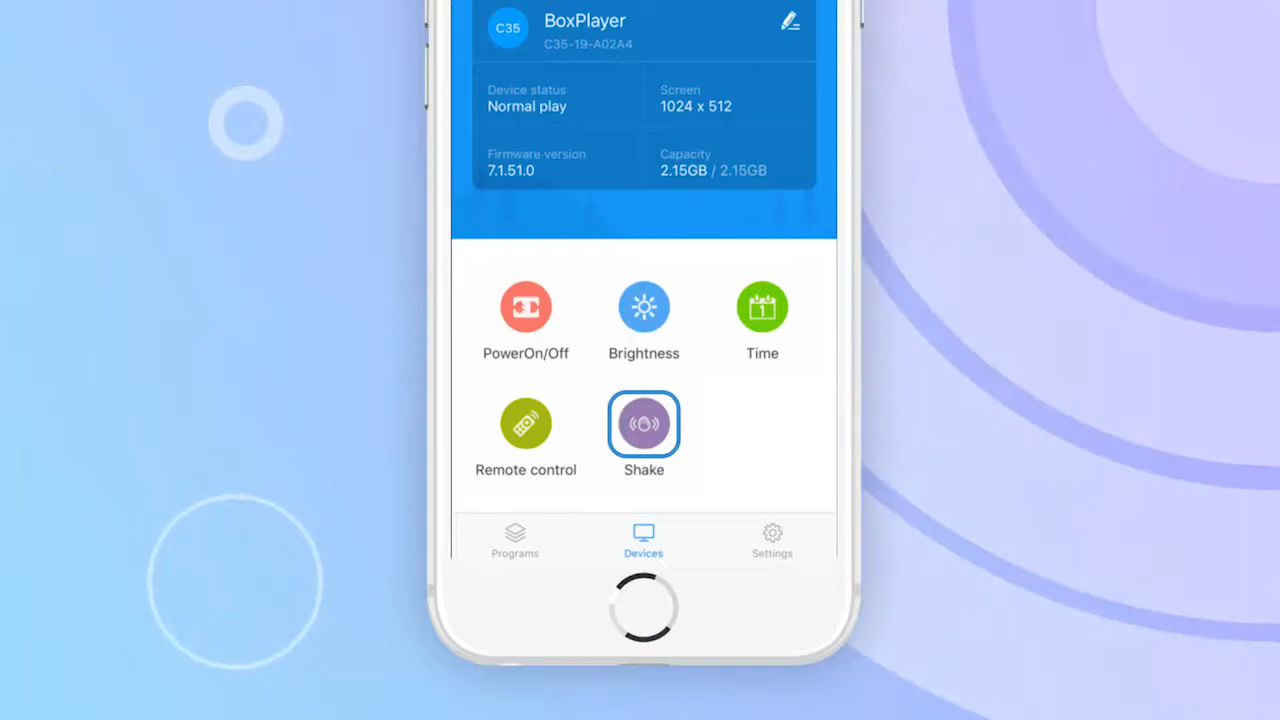 C35
BoxPlayer
C35-19-A02A4
Device status
Normal play
Screen
1024 x 512
Firmware version
7.1.51.0
Capacity
2.15GB / 2.15GB
PowerOn/Off
Brightness
1
Time
Remote control
Shake
Programs
Devices
Settings